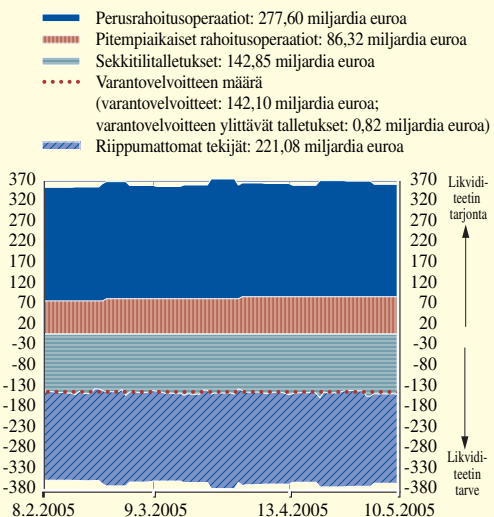 Perusrahoitusoperaatiot: 277,60 miljardia euroa
Pitempiaikaiset rahoitusoperaatiot: 86,32 miljardia euroa
Sekkitilitalletukset: 142,85 miljardia euroa
Varantovelvoitteen määrä
(varantovelvoitteet: 142,10 miljardia euroa;
varantovelvoitteen ylittävät talletukset: 0,82 miljardia euroa)
Riippumattomat tekijät: 221,08 miljardia euroa
370 370
320 320
270 270
220 220
170 170
120 120
70 70
20 20
-30 -30
-80 -80
-130 -130
-180 -180
-230 -230
-280 -280
-330 -330
-380 -380
Likvidi-
teetin
tarjonta
Likvidi-
teetin
tarve
8.2.2005 9.3.2005 13.4.2005 10.5.2005